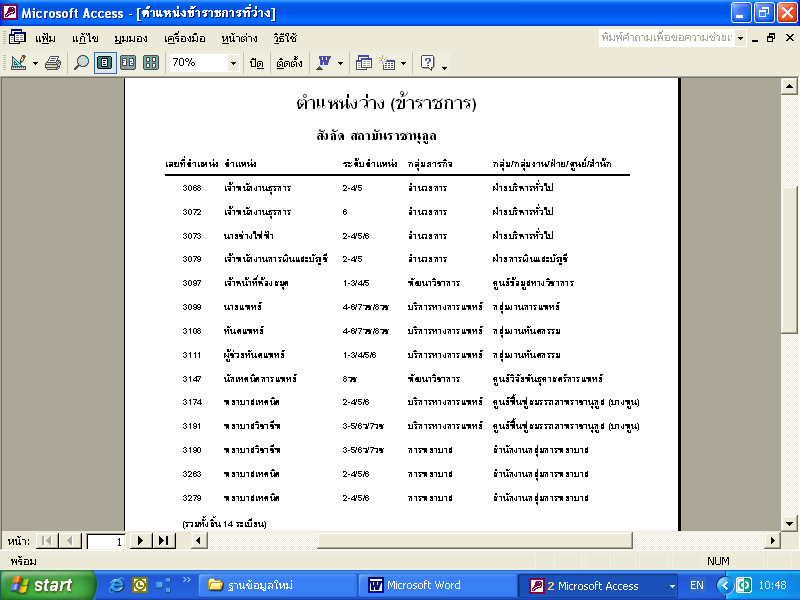 Microsoft Access - [ตำแหน่งข้าราชการที่ว่าง]
แฟ้ม แก้ไข มุมมอง เครื่องมือ หน้าต่าง วิธีใช้ พิมพ์คำถามเพื่อขอความช่วยเ
70% ปิด ติดตั้ง
ตำแหน่งว่าง (ข้าราชการ)
สังกัด สถาบันราชานุกูล
เลขที่ตำแหน่ง ตำแหน่ง ระดับตำแหน่ง กลุ่มภารกิจ กลุ่ม/กลุ่มงาน/ฝ่าย/ศูนย์/สำนัก
3068 เจ้าพนักงานธุรการ 2-4/5 อำนวยการ ฝ่ายบริหารทั่วไป
3072 เจ้าพนักงานธุรการ 6 อำนวยการ ฝ่ายบริหารทั่วไป
3073 นายช่างไฟฟ้า 2-4/5/6 อำนวยการ ฝ่ายบริหารทั่วไป
3079 เจ้าพนักงานการเงินและบัญชี 2-4/5 อำนวยการ ฝ่ายการเงินและบัญชี
3097 เจ้าหน้าที่ห้องสมุด 1-3/4/5 พัฒนาวิชาการ ศูนย์ข้อมูลทางวิชาการ
3099 นายแพทย์ 4-6/7วช/8วช บริการทางการแพทย์ กลุ่มงานการแพทย์
3108 ทันตแพทย์ 4-6/7วช/8วช บริการทางการแพทย์ กลุ่มงานทันตกรรม
3111 ผู้ช่วยทันตแพทย์ 1-3/4/5/6 บริการทางการแพทย์ กลุ่มงานทันตกรรม
3147 นักเทคนิคการแพทย์ 8วช พัฒนาวิชาการ ศูนย์วิจัยพันธุศาสตร์การแพทย์
3174 พยาบาลเทคนิค 2-4/5/6 บริการทางการแพทย์ ศูนย์ฟื้นฟูสมรรถภาพราชานุกูล (บางพูน)
3191 พยาบาลวิชาชีพ 3-5/6ว/7วช บริการทางการแพทย์ ศูนย์ฟื้นฟูสมรรถภาพราชานุกูล (บางพูน)
3190 พยาบาลวิชาชีพ 3-5/6ว/7วช การพยาบาล สำนักงานกลุ่มการพยาบาล
3263 พยาบาลเทคนิค 2-4/5/6 การพยาบาล สำนักงานกลุ่มการพยาบาล
3279 พยาบาลเทคนิค 2-4/5/6 การพยาบาล สำนักงานกลุ่มการพยาบาล
(รวมทั้งสิ้น 14 ระเบียน)
หน้า: 1
พร้อม NUM
start ฐานข้อมูลใหม่ Microsoft Word 2 Microsoft Access EN 10:48